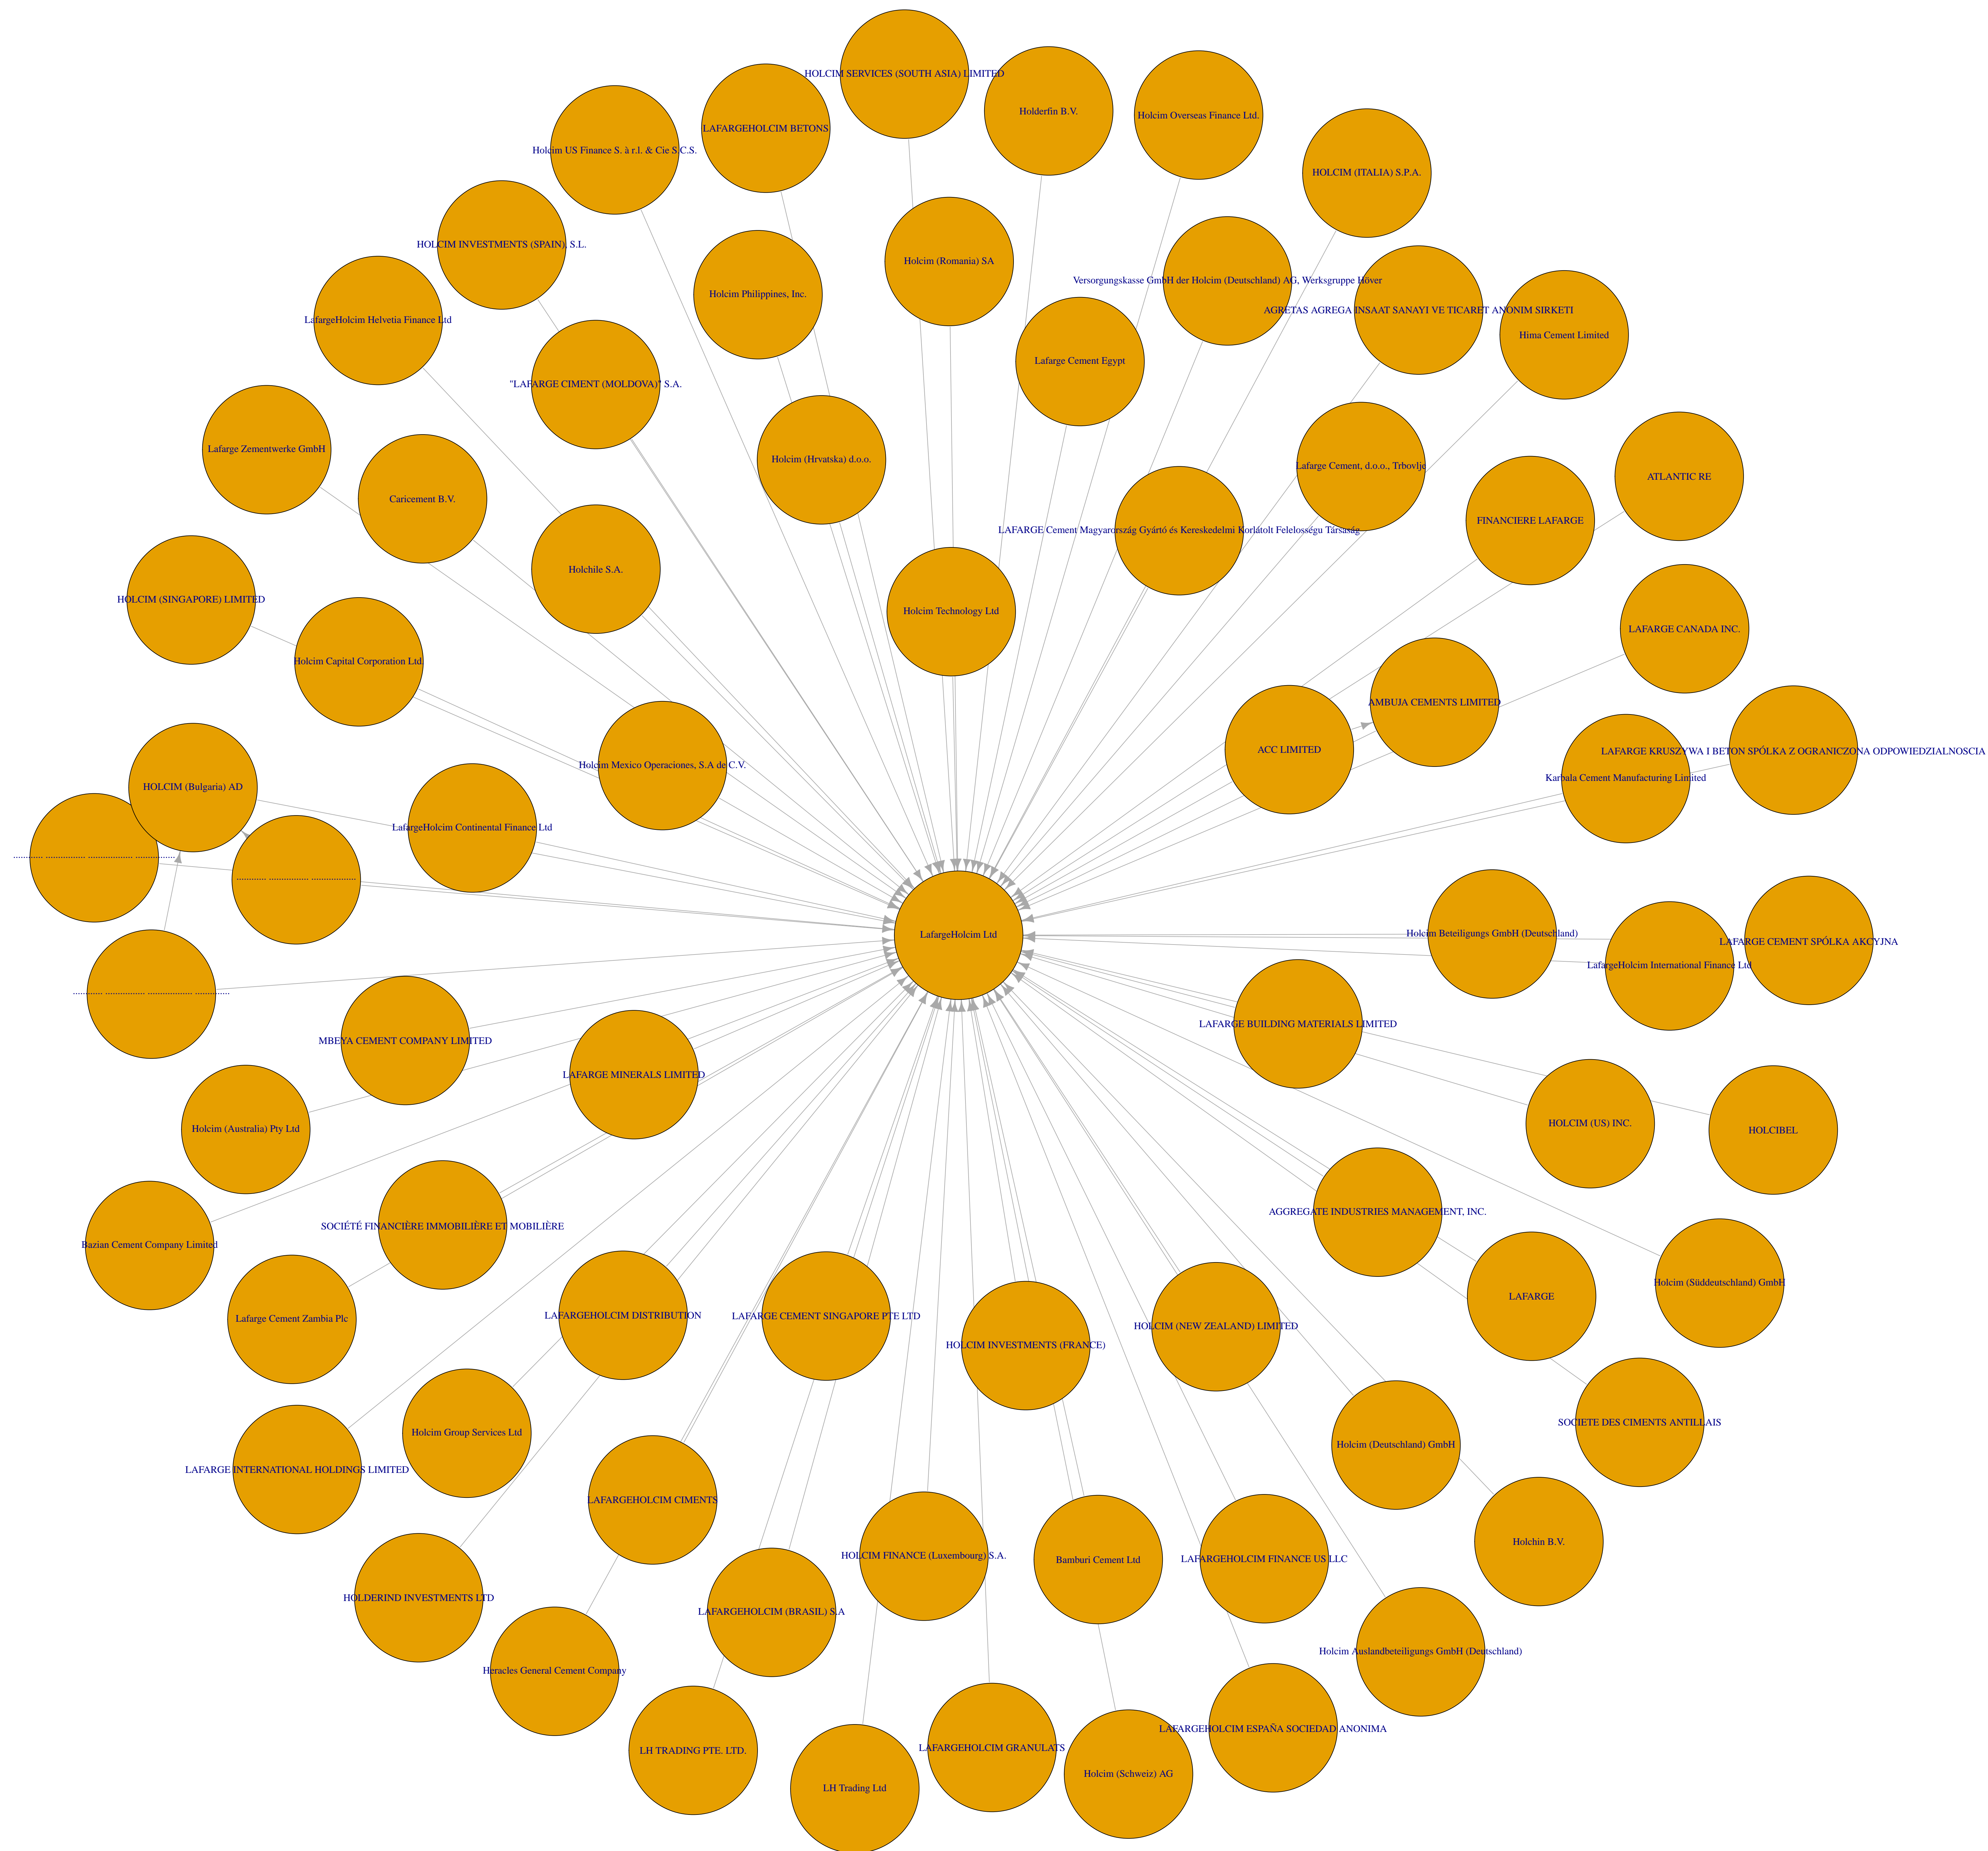 HOLCIM SERVICES (SOUTH ASIA) LIMITED
Holderfin B.V.
Holcim Overseas Finance Ltd.
LAFARGEHOLCIM BETONS
Holcim US Finance S. à r.l. & Cie S.C.S.
HOLCIM (ITALIA) S.P.A.
HOLCIM INVESTMENTS (SPAIN), S.L.
Holcim (Romania) SA
Versorgungskasse GmbH der Holcim (Deutschland) AG, Werksgruppe Höver
Holcim Philippines, Inc.
AGRETAS AGREGA INSAAT SANAYI VE TICARET ANONIM SIRKETI
LafargeHolcim Helvetia Finance Ltd
Hima Cement Limited
Lafarge Cement Egypt
"LAFARGE CIMENT (MOLDOVA)" S.A.
Lafarge Zementwerke GmbH
Holcim (Hrvatska) d.o.o.
Lafarge Cement, d.o.o., Trbovlje
ATLANTIC RE
Caricement B.V.
FINANCIERE LAFARGE
LAFARGE Cement Magyarország Gyártó és Kereskedelmi Korlátolt Felelosségu Társaság
Holchile S.A.
HOLCIM (SINGAPORE) LIMITED
Holcim Technology Ltd
LAFARGE CANADA INC.
Holcim Capital Corporation Ltd.
AMBUJA CEMENTS LIMITED
ACC LIMITED
LAFARGE KRUSZYWA I BETON SPÓLKA Z OGRANICZONA ODPOWIEDZIALNOSCIA
Holcim Mexico Operaciones, S.A de C.V.
Karbala Cement Manufacturing Limited
HOLCIM (Bulgaria) AD
LafargeHolcim Continental Finance Ltd
LafargeHolcim Ltd
Holcim Beteiligungs GmbH (Deutschland)
LAFARGE CEMENT SPÓLKA AKCYJNA
LafargeHolcim International Finance Ltd
LAFARGE BUILDING MATERIALS LIMITED
MBEYA CEMENT COMPANY LIMITED
LAFARGE MINERALS LIMITED
HOLCIM (US) INC.
Holcim (Australia) Pty Ltd
HOLCIBEL
AGGREGATE INDUSTRIES MANAGEMENT, INC.
SOCIÉTÉ FINANCIÈRE IMMOBILIÈRE ET MOBILIÈRE
Bazian Cement Company Limited
Holcim (Süddeutschland) GmbH
LAFARGE
Lafarge Cement Zambia Plc
LAFARGEHOLCIM DISTRIBUTION
LAFARGE CEMENT SINGAPORE PTE LTD
HOLCIM (NEW ZEALAND) LIMITED
HOLCIM INVESTMENTS (FRANCE)
SOCIETE DES CIMENTS ANTILLAIS
Holcim Group Services Ltd
Holcim (Deutschland) GmbH
LAFARGE INTERNATIONAL HOLDINGS LIMITED
LAFARGEHOLCIM CIMENTS
Holchin B.V.
HOLCIM FINANCE (Luxembourg) S.A.
Bamburi Cement Ltd
LAFARGEHOLCIM FINANCE US LLC
HOLDERIND INVESTMENTS LTD
LAFARGEHOLCIM (BRASIL) S.A
Holcim Auslandbeteiligungs GmbH (Deutschland)
Heracles General Cement Company
LAFARGEHOLCIM ESPAÑA SOCIEDAD ANONIMA
LH TRADING PTE. LTD.
LAFARGEHOLCIM GRANULATS
Holcim (Schweiz) AG
LH Trading Ltd